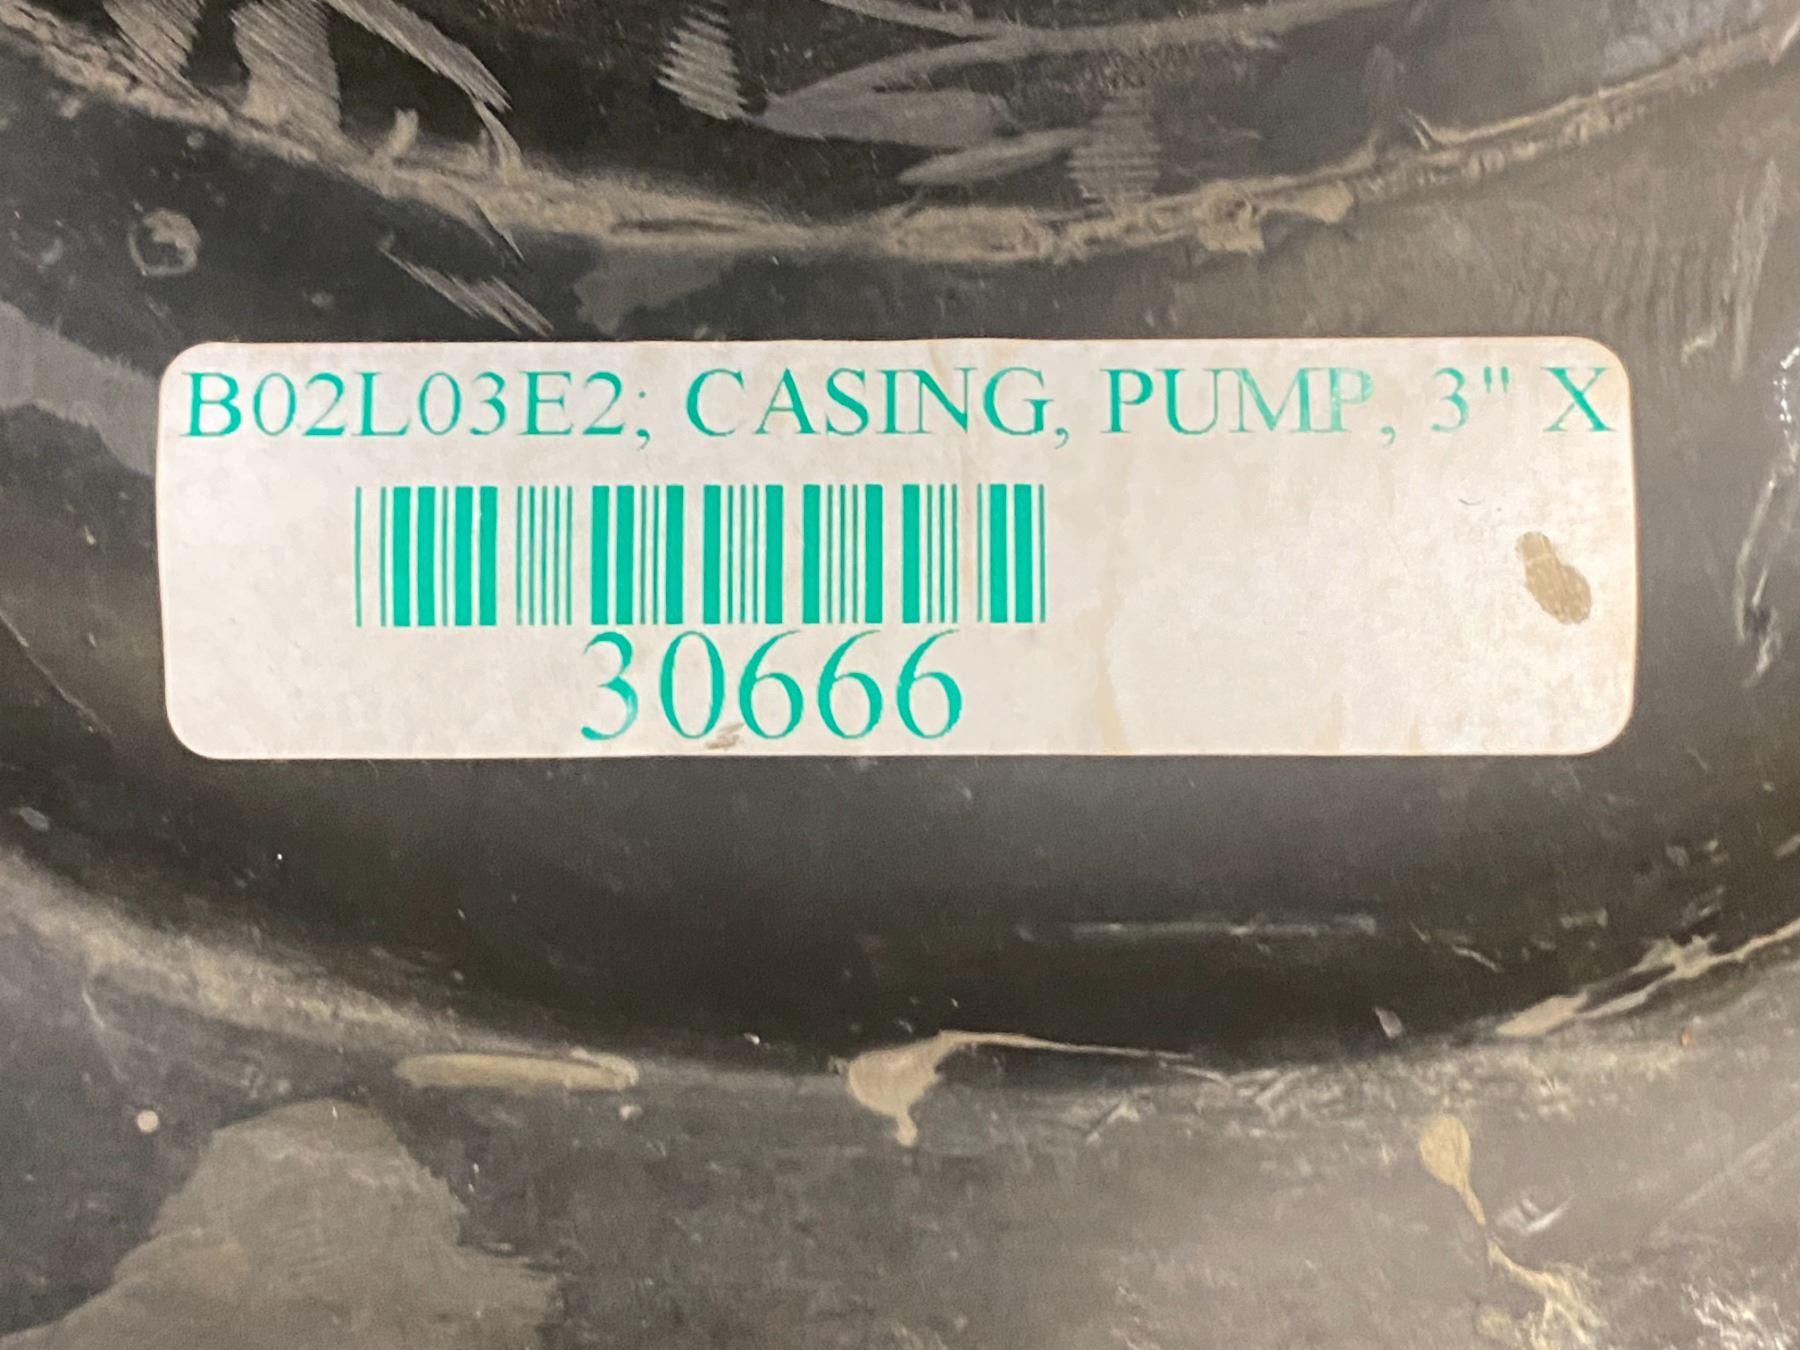 B02L03E2; CASING, PUMP, 3" X
30666